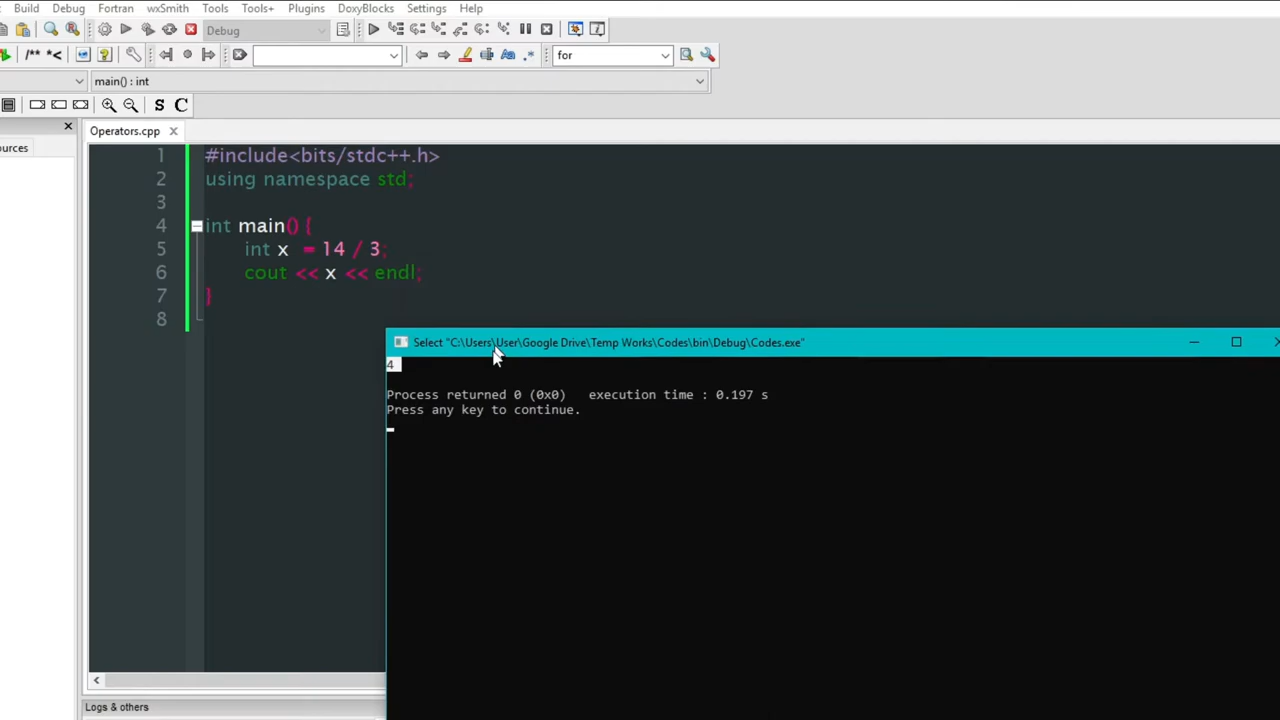 Build Debug Fortran wxSmith Tools Tools+ Plugins DoxyBlocks Settings Help
Debug
/** *< for
main() : int
S C
Operators.cpp
ources
1 #include<bits/stdc++.h>
2 using namespace std;
3
4 int main() {
5 int x  = 14 / 3;
6 cout << x << endl;
7 }
8
Select "C:\Users\User\Google Drive\Temp Works\Codes\bin\Debug\Codes.exe"
4
Process returned 0 (0x0)   execution time : 0.197 s
Press any key to continue.
Logs & others